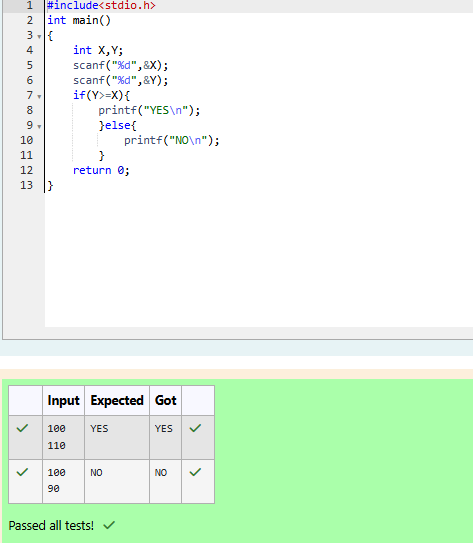 1 #include<stdio.h>
2 int main()
3 {
4     int X,Y;
5     scanf("%d",&X);
6     scanf("%d",&Y);
7     if(Y>=X){
8         printf("YES\n");
9         }else{
10             printf("NO\n");
11         }
12     return 0;
13 }
Input Expected Got
100 YES YES
110
100 NO NO
90
Passed all tests!